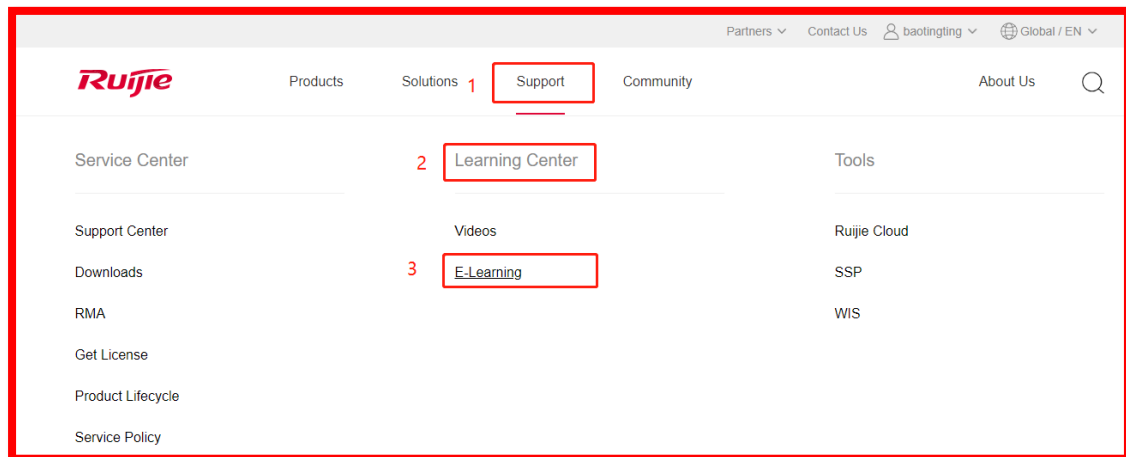 Partners Contact Us baotingting Global / EN
Ruijie Products Solutions 1 Support Community About Us
Service Center 2 Learning Center Tools
Support Center Videos Ruijie Cloud
Downloads 3 E-Learning SSP
RMA WIS
Get License
Product Lifecycle
Service Policy